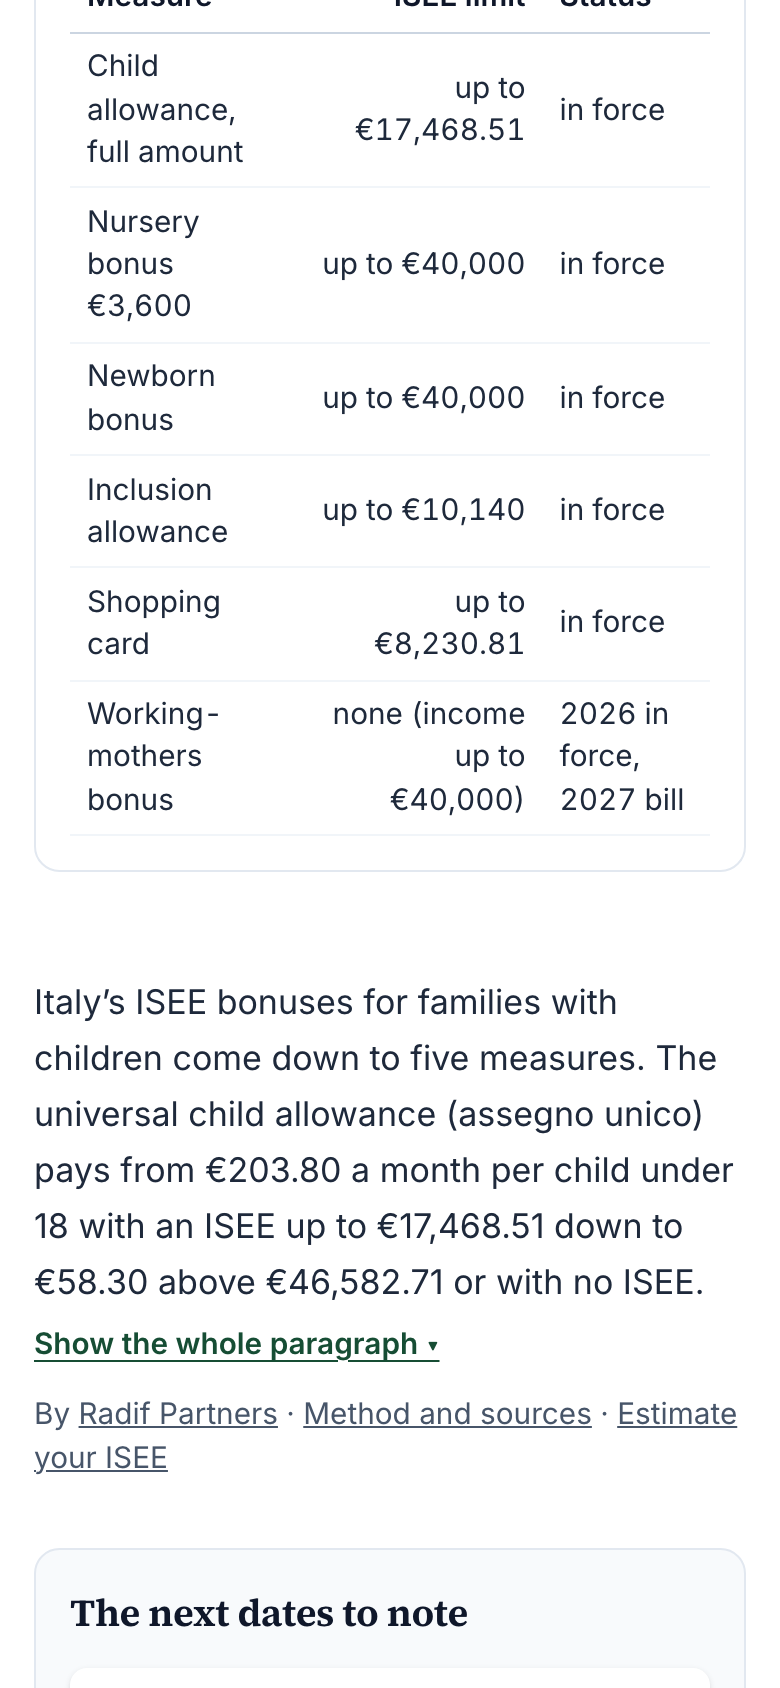 Measure ISEE limit Status
Child
allowance,
full amount
up to
€17,468.51
in force
Nursery
bonus
€3,600
up to €40,000
in force
Newborn
bonus
up to €40,000
in force
Inclusion
allowance
up to €10,140
in force
Shopping
card
up to
€8,230.81
in force
Working-
mothers
bonus
none (income
up to
€40,000)
2026 in
force,
2027 bill
Italy’s ISEE bonuses for families with
children come down to five measures. The
universal child allowance (assegno unico)
pays from €203.80 a month per child under
18 with an ISEE up to €17,468.51 down to
€58.30 above €46,582.71 or with no ISEE.
Show the whole paragraph ▾
By Radif Partners · Method and sources · Estimate
your ISEE
The next dates to note